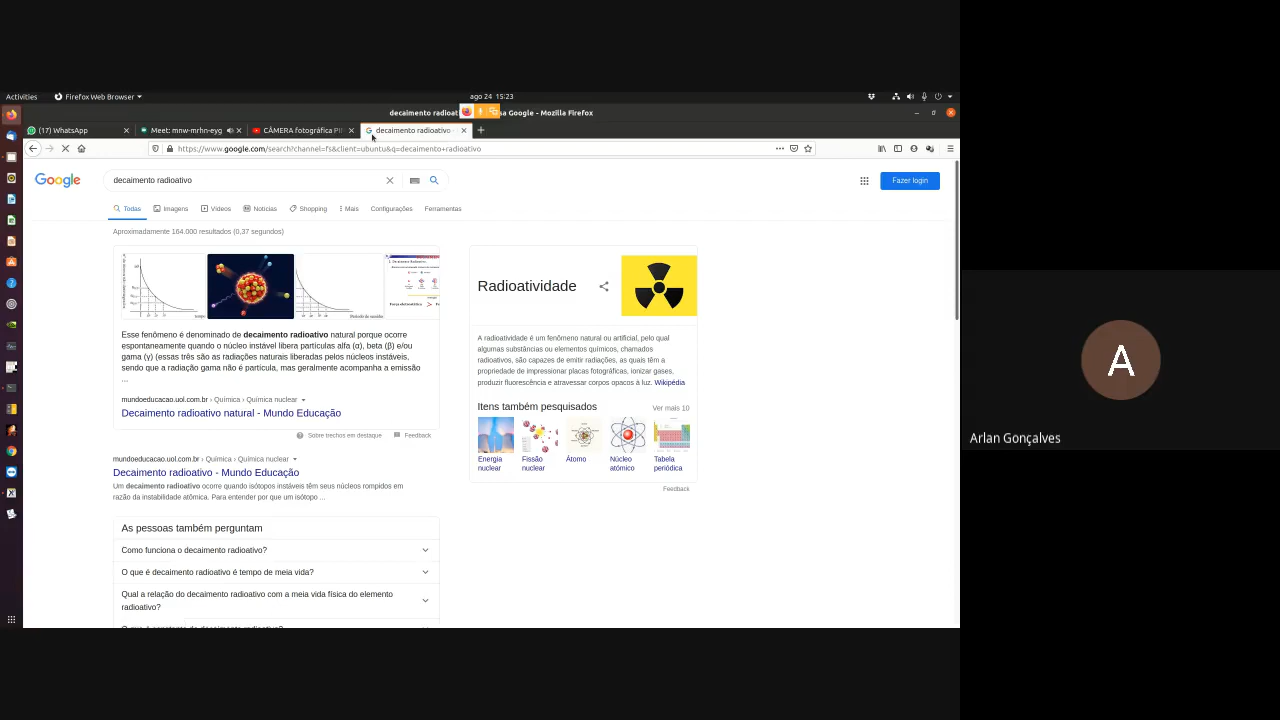 Activities
Firefox Web Browser
ago 24 15:23
decaimento radioat
sa Google - Mozilla Firefox
(17) WhatsApp
Meet: mnw-mrhn-eyg
CÂMERA fotográfica PI
decaimento radioativo
https://www.google.com/search?channel=fs&client=ubuntu&q=decaimento+radioativo
Google
decaimento radioativo
Fazer login
Todas
Imagens
Vídeos
Notícias
Shopping
Mais
Configurações
Ferramentas
Aproximadamente 164.000 resultados (0,37 segundos)
Esse fenômeno é denominado de decaimento radioativo natural porque ocorre
espontaneamente quando o núcleo instável libera partículas alfa (α), beta (β) e/ou
gama (γ) (essas três são as radiações naturais liberadas pelos núcleos instáveis,
sendo que a radiação gama não é partícula, mas geralmente acompanha a emissão
...
mundoeducacao.uol.com.br › Química › Química nuclear
Decaimento radioativo natural - Mundo Educação
Sobre trechos em destaque
Feedback
mundoeducacao.uol.com.br › Química › Química nuclear
Decaimento radioativo - Mundo Educação
Um decaimento radioativo ocorre quando isótopos instáveis têm seus núcleos rompidos em
razão da instabilidade atômica. Para entender por que um isótopo ...
As pessoas também perguntam
Como funciona o decaimento radioativo?
O que é decaimento radioativo é tempo de meia vida?
Qual a relação do decaimento radioativo com a meia vida física do elemento
radioativo?
Radioatividade
A radioatividade é um fenômeno natural ou artificial, pelo qual
algumas substâncias ou elementos químicos, chamados
radioativos, são capazes de emitir radiações, as quais têm a
propriedade de impressionar placas fotográficas, ionizar gases,
produzir fluorescência e atravessar corpos opacos à luz. Wikipédia
Itens também pesquisados
Ver mais 10
Energia
nuclear
Fissão
nuclear
Átomo
Núcleo
atômico
Tabela
periódica
Feedback
A
Arlan Gonçalves